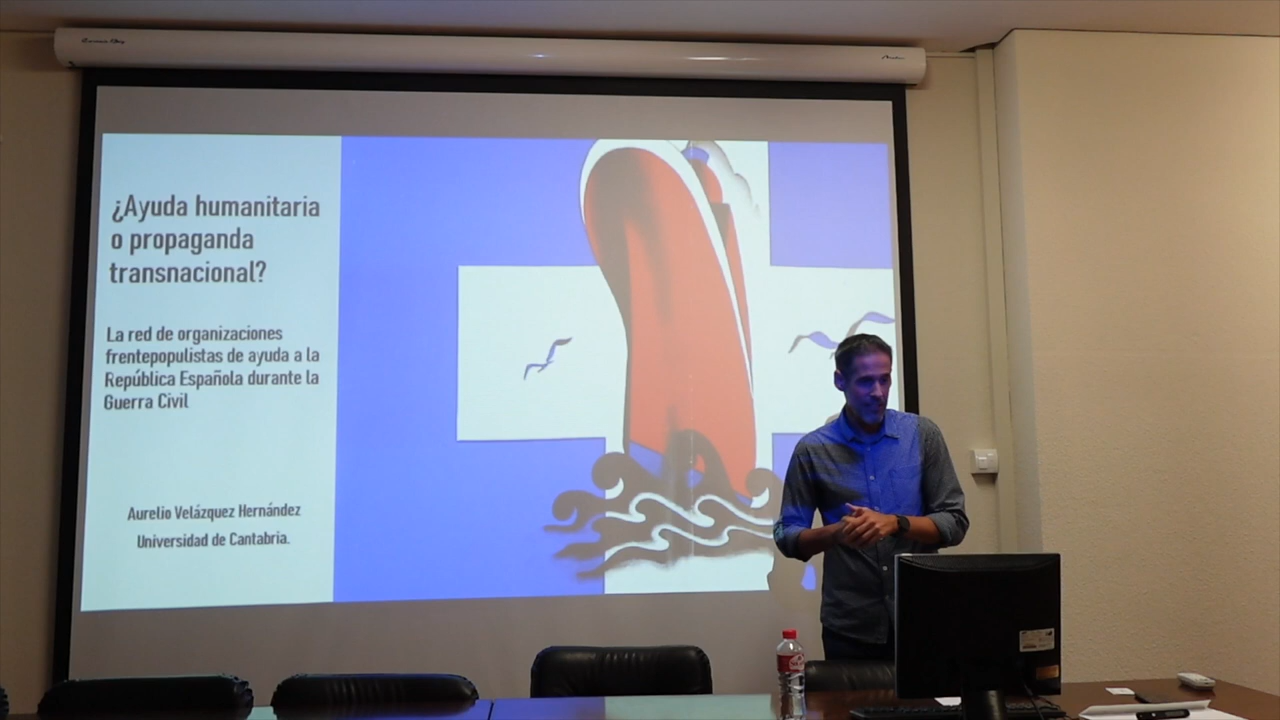 ¿Ayuda humanitaria
o propaganda
transnacional?
La red de organizaciones
frentepopulistas de ayuda a la
República Española durante la
Guerra Civil
Aurelio Velázquez Hernández
Universidad de Cantabria.